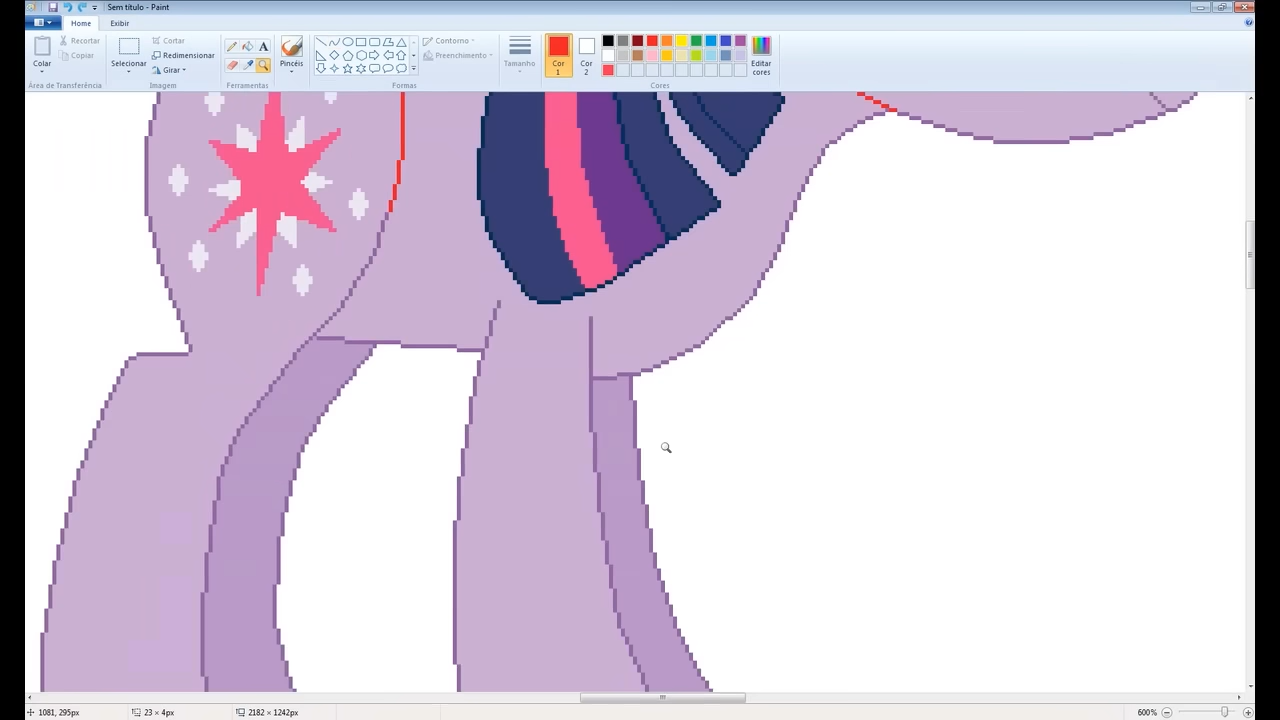 Sem título - Paint
Home Exibir
Colar
Recortar
Copiar
Área de Transferência
Selecionar
Cortar
Redimensionar
Girar
Imagem
A
Ferramentas
Pincéis
Contorno
Preenchimento
Formas
Tamanho
Cor 1
Cor 2
Editar cores
Cores
1081, 295px 23 × 4px 2182 × 1242px 600%